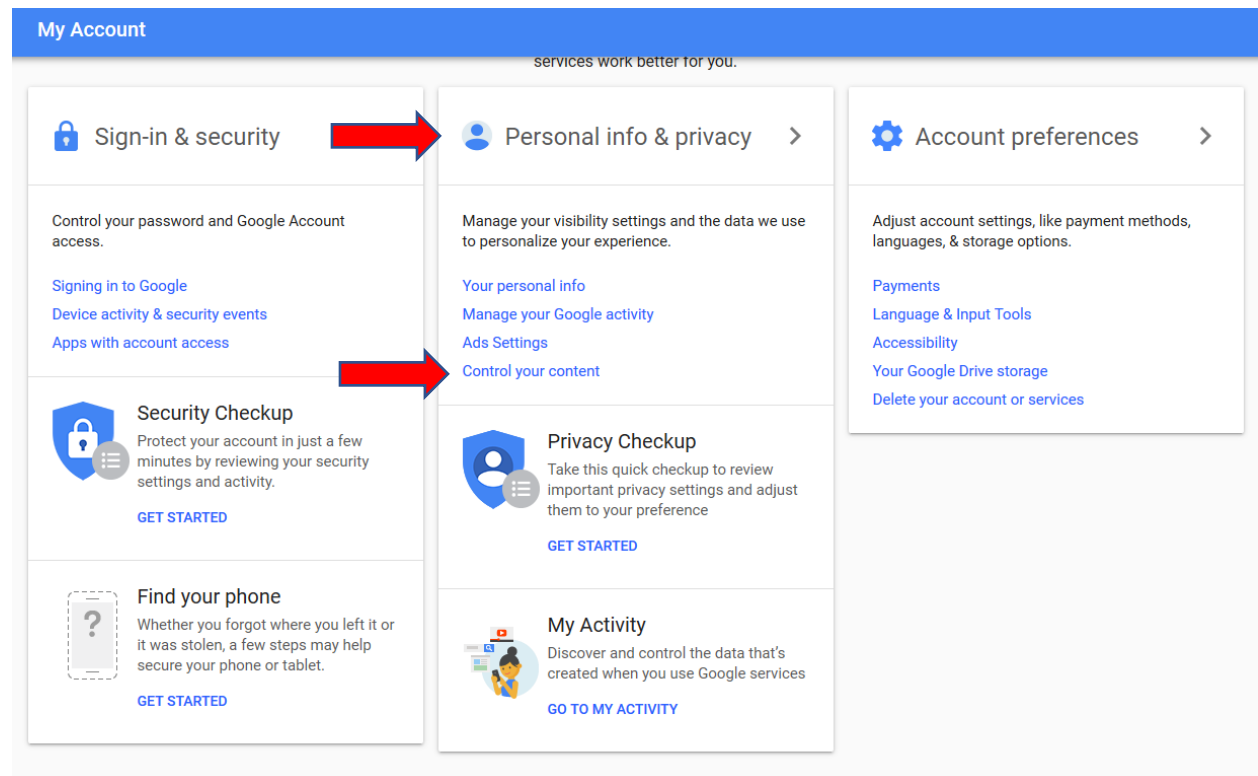 My Account
services work better for you.
Sign-in & security
Control your password and Google Account
access.
Signing in to Google
Device activity & security events
Apps with account access
Security Checkup
Protect your account in just a few
minutes by reviewing your security
settings and activity.
GET STARTED
Find your phone
Whether you forgot where you left it or
it was stolen, a few steps may help
secure your phone or tablet.
GET STARTED
Personal info & privacy
Manage your visibility settings and the data we use
to personalize your experience.
Your personal info
Manage your Google activity
Ads Settings
Control your content
Privacy Checkup
Take this quick checkup to review
important privacy settings and adjust
them to your preference
GET STARTED
My Activity
Discover and control the data that's
created when you use Google services
GO TO MY ACTIVITY
Account preferences
Adjust account settings, like payment methods,
languages, & storage options.
Payments
Language & Input Tools
Accessibility
Your Google Drive storage
Delete your account or services